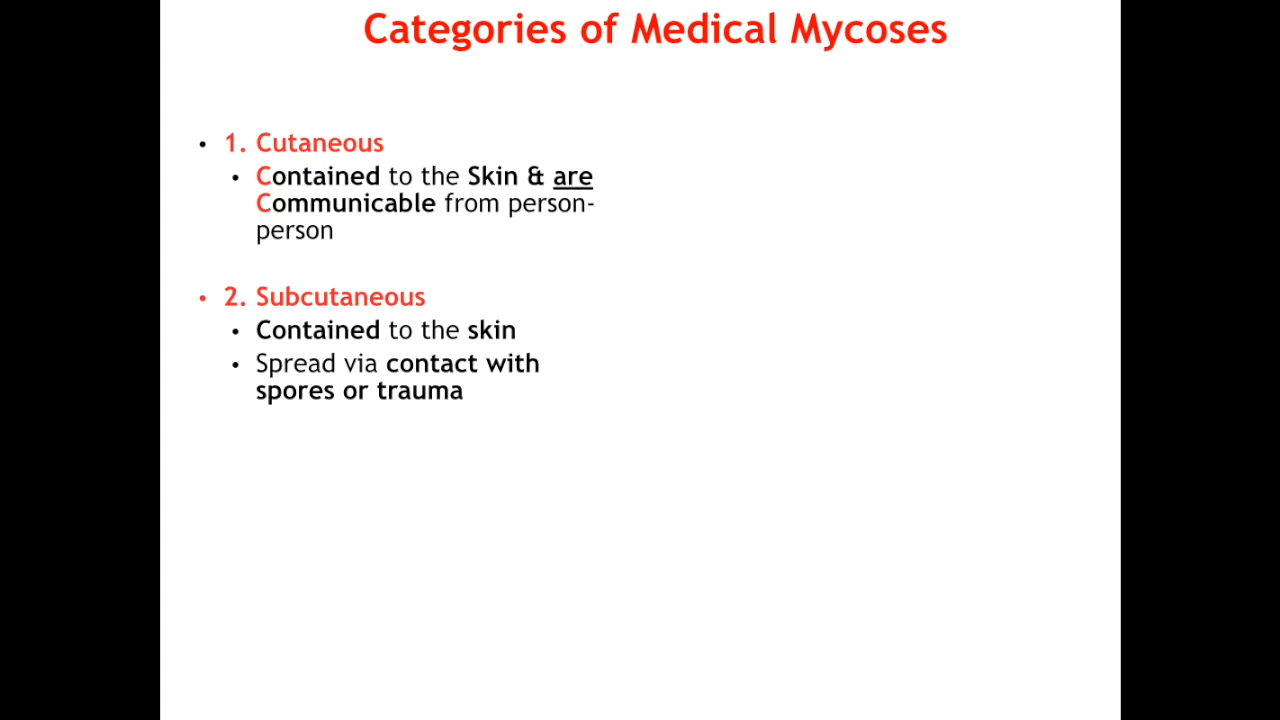 Categories of Medical Mycoses
• 1. Cutaneous
• Contained to the Skin & are
Communicable from person-
person
• 2. Subcutaneous
• Contained to the skin
• Spread via contact with
spores or trauma